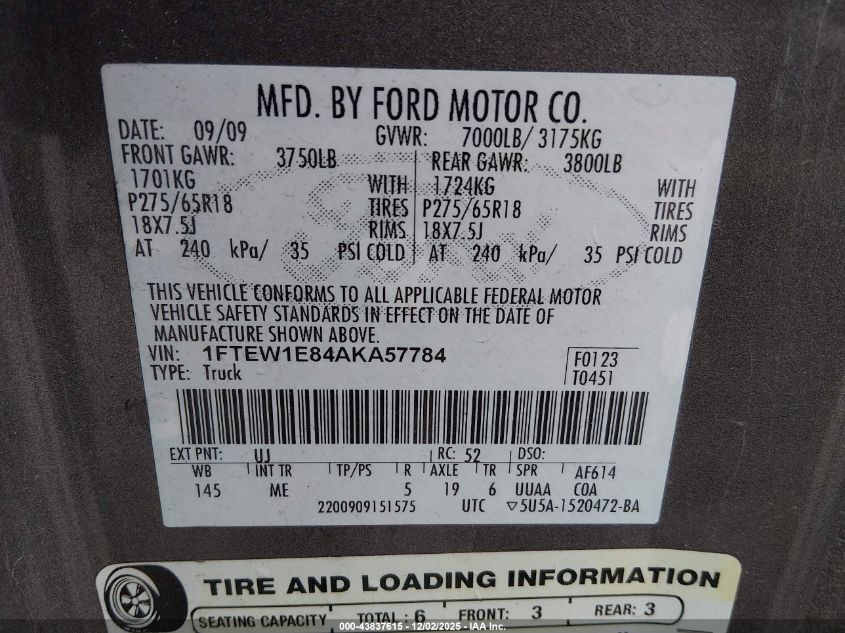 MFD. BY FORD MOTOR CO.
DATE: 09/09 GVWR: 7000LB/ 3175KG
FRONT GAWR: 3750LB REAR GAWR: 3800LB
1701KG WITH 1724KG WITH
P275/65R18 TIRES P275/65R18 TIRES
18X7.5J RIMS 18X7.5J RIMS
AT 240 kPa/ 35 PSI COLD AT 240 kPa/ 35 PSI COLD
THIS VEHICLE CONFORMS TO ALL APPLICABLE FEDERAL MOTOR
VEHICLE SAFETY STANDARDS IN EFFECT ON THE DATE OF
MANUFACTURE SHOWN ABOVE.
VIN: 1FTEW1E84AKA57784 F0123
TYPE: Truck T0451
EXT PNT: UJ RC: 52 DSO:
WB INT TR TP/PS R AXLE TR SPR AF614
145 ME 5 19 6 UUAA COA
2200909151575 UTC ▽5U5A-1520472-BA
TIRE AND LOADING INFORMATION
SEATING CAPACITY TOTAL: 6 FRONT: 3 REAR: 3
000-43837615 - 12/02/2025 - IAA Inc.